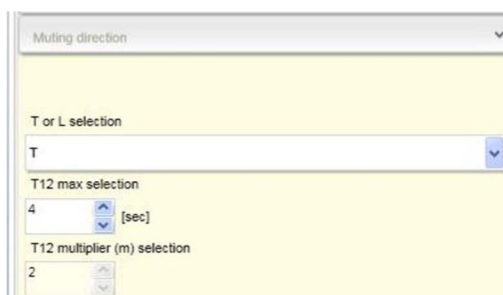 Muting direction
T or L selection
T
T12 max selection
4 [sec]
T12 multiplier (m) selection
2